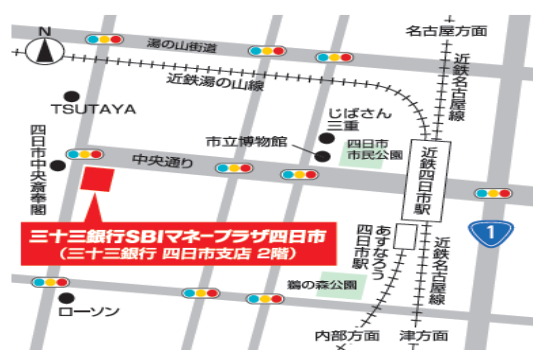 N
湯の山街道
名古屋方面
近鉄湯の山線
近鉄名古屋線
TSUTAYA
じばさん
三重
市立博物館
四日市
市民公園
四日市
中央斎奉閣
中央通り
近鉄四日市駅
1
三十三銀行SBIマネープラザ四日市
(三十三銀行 四日市支店 2階)
あすなろう
四日市駅
近鉄名古屋線
鵜の森公園
ローソン
内部方面
津方面